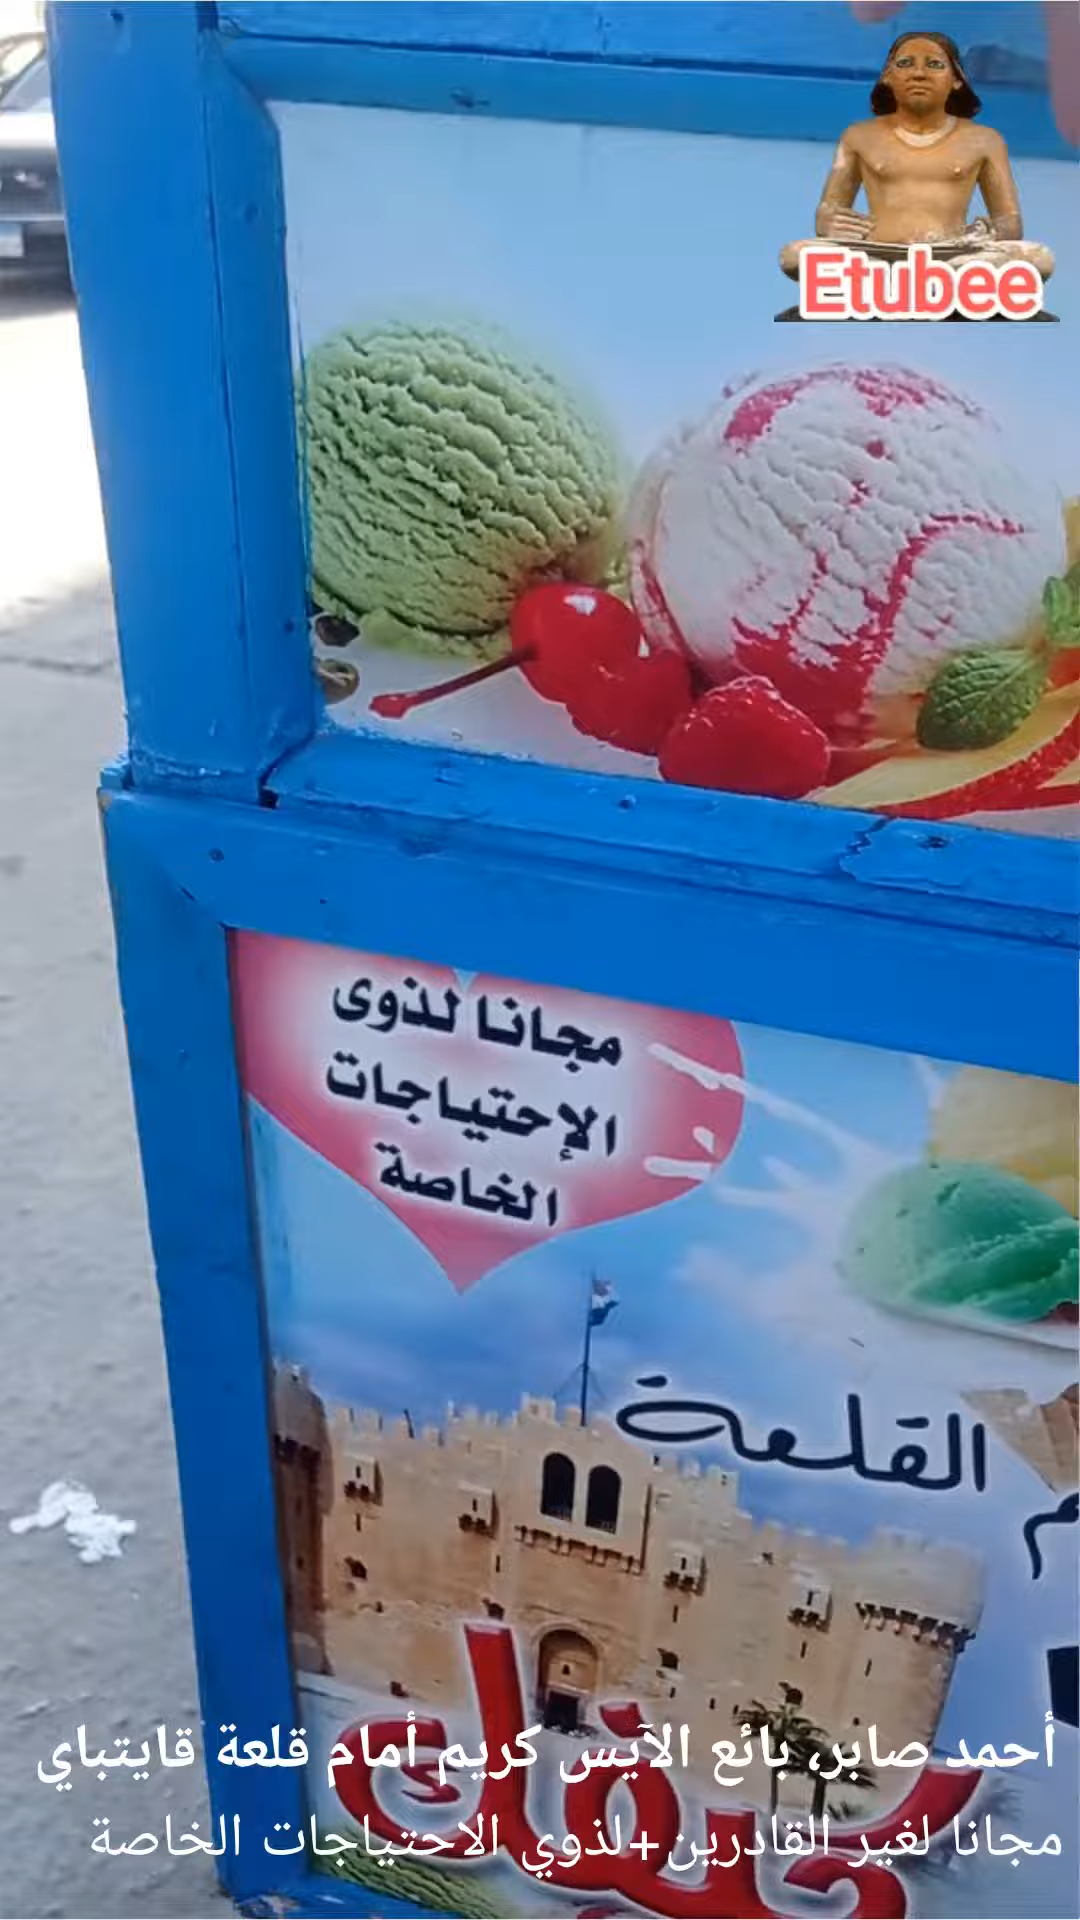 Etubee
مجانا لذوى
الإحتياجات
الخاصة
القلعة
أحمد صابر، بائع الآيس كريم أمام قلعة قايتباي
مجانا لغير القادرين+لذوي الاحتياجات الخاصة